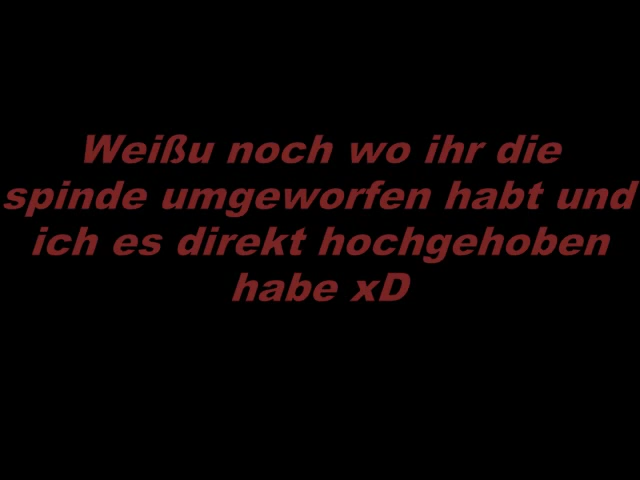 Weißu noch wo ihr die
spinde umgeworfen habt und
ich es direkt hochgehoben
habe xD